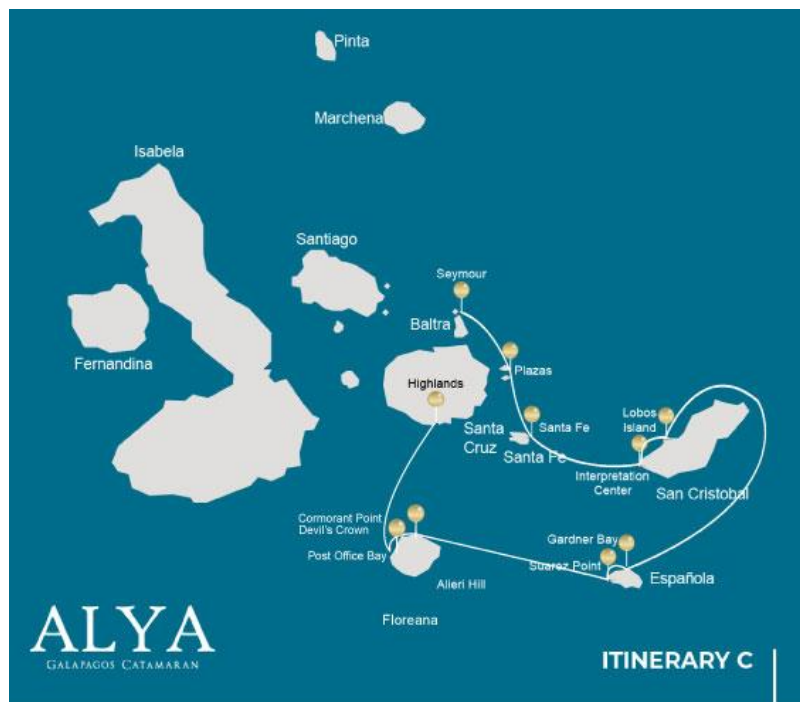 Pinta
Marchena
Isabela
Santiago
Seymour
Baltra
Fernandina
Plazas
Highlands
Lobos
Island
Santa Fe
Santa
Cruz
Santa Fe
Interpretation
Center
San Cristobal
Cormorant Point
Devil's Crown
Post Office Bay
Gardner Bay
Suarez Point
Española
Alieri Hill
Floreana
ALYA
GALAPAGOS CATAMARAN
ITINERARY C